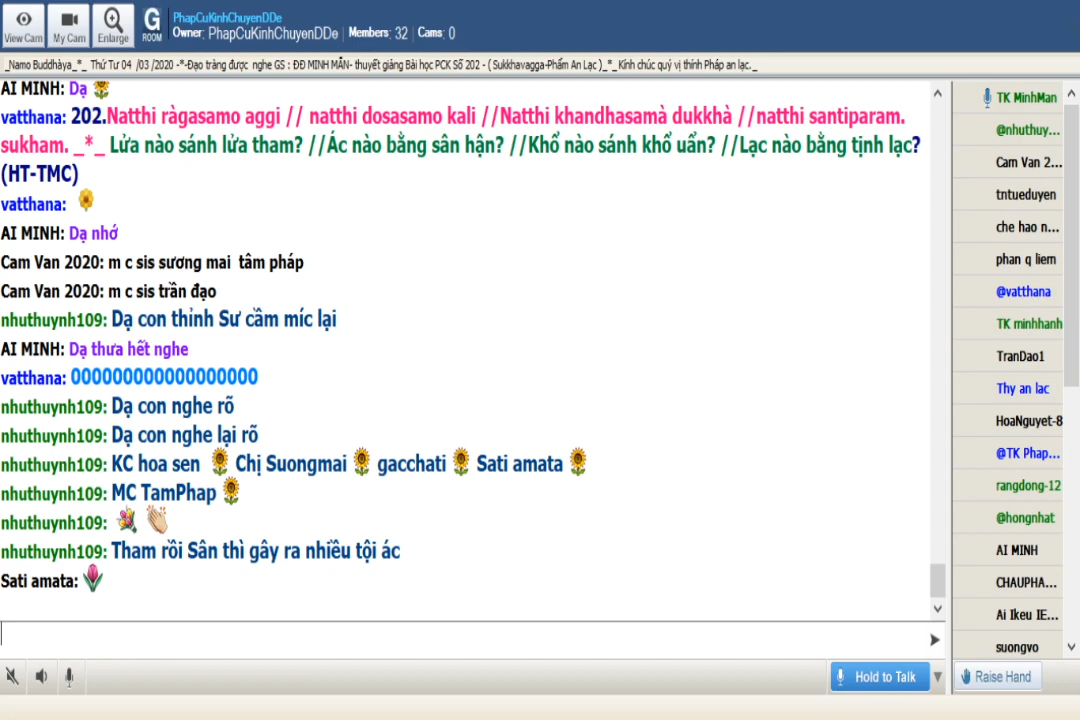 View Cam
My Cam
Enlarge
G
ROOM
PhapCuKinhChuyenDDe
Owner: PhapCuKinhChuyenDDe | Members: 32 | Cams: 0
_Namo Buddhàya_*_ Thứ Tư 04 /03 /2020 -*-Đạo tràng được nghe GS : ĐĐ MINH MẪN- thuyết giảng Bài học PCK Số 202 - ( Sukkhavagga-Phẩm An Lạc )_*_Kính chúc quý vị thính Pháp an lạc._
AI MINH: Dạ
vatthana: 202.Natthi ràgasamo aggi // natthi dosasamo kali //Natthi khandhasamà dukkhà //natthi santiparam.
sukham. _*_ Lửa nào sánh lửa tham? //Ác nào bằng sân hận? //Khổ nào sánh khổ uẩn? //Lạc nào bằng tịnh lạc?
(HT-TMC)
vatthana:
AI MINH: Dạ nhớ
Cam Van 2020: m c sis sương mai tâm pháp
Cam Van 2020: m c sis trần đạo
nhuthuynh109: Dạ con thỉnh Sư cầm míc lại
AI MINH: Dạ thưa hết nghe
vatthana: 000000000000000000
nhuthuynh109: Dạ con nghe rõ
nhuthuynh109: Dạ con nghe lại rõ
nhuthuynh109: KC hoa sen Chị Suongmai gacchati Sati amata
nhuthuynh109: MC TamPhap
nhuthuynh109:
nhuthuynh109: Tham rồi Sân thì gây ra nhiều tội ác
Sati amata:
Hold to Talk
TK MinhMan
@nhuthuy...
Cam Van 2...
tntueduyen
che hao n...
phan q liem
@vatthana
TK minhhanh
TranDao1
Thy an lac
HoaNguyet-8
@TK Phap...
rangdong-12
@hongnhat
AI MINH
CHAUPHA...
Ai Ikeu IE...
suongvo
Raise Hand